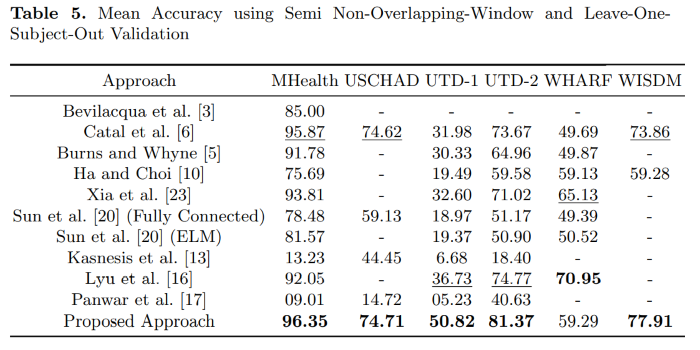 Table 5. Mean Accuracy using Semi Non-Overlapping-Window and Leave-One-
Subject-Out Validation
Approach MHealth USCHAD UTD-1 UTD-2 WHARF WISDM
Bevilacqua et al. [3] 85.00 - - - - -
Catal et al. [6] 95.87 74.62 31.98 73.67 49.69 73.86
Burns and Whyne [5] 91.78 - 30.33 64.96 49.87 -
Ha and Choi [10] 75.69 - 19.49 59.58 59.13 59.28
Xia et al. [23] 93.81 - 32.60 71.02 65.13 -
Sun et al. [20] (Fully Connected) 78.48 59.13 18.97 51.17 49.39 -
Sun et al. [20] (ELM) 81.57 - 19.37 50.90 50.52 -
Kasnesis et al. [13] 13.23 44.45 6.68 18.40 - -
Lyu et al. [16] 92.05 - 36.73 74.77 70.95 -
Panwar et al. [17] 09.01 14.72 05.23 40.63 - -
Proposed Approach 96.35 74.71 50.82 81.37 59.29 77.91